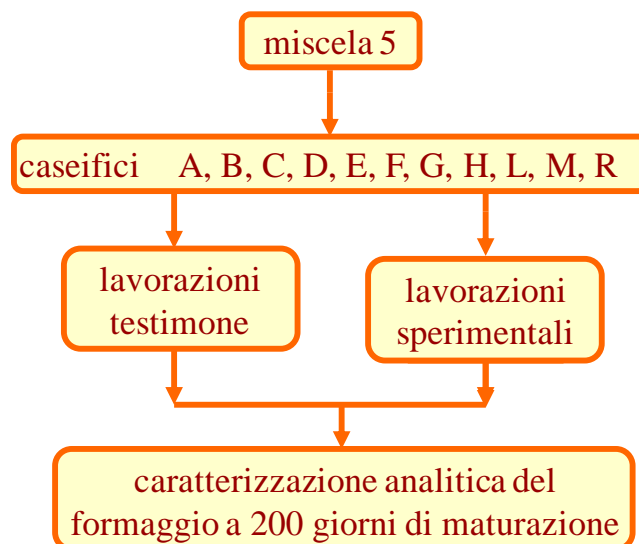 miscela 5
caseifici A, B, C, D, E, F, G, H, L, M, R
lavorazioni
testimone
lavorazioni
sperimentali
caratterizzazione analitica del
formaggio a 200 giorni di maturazione